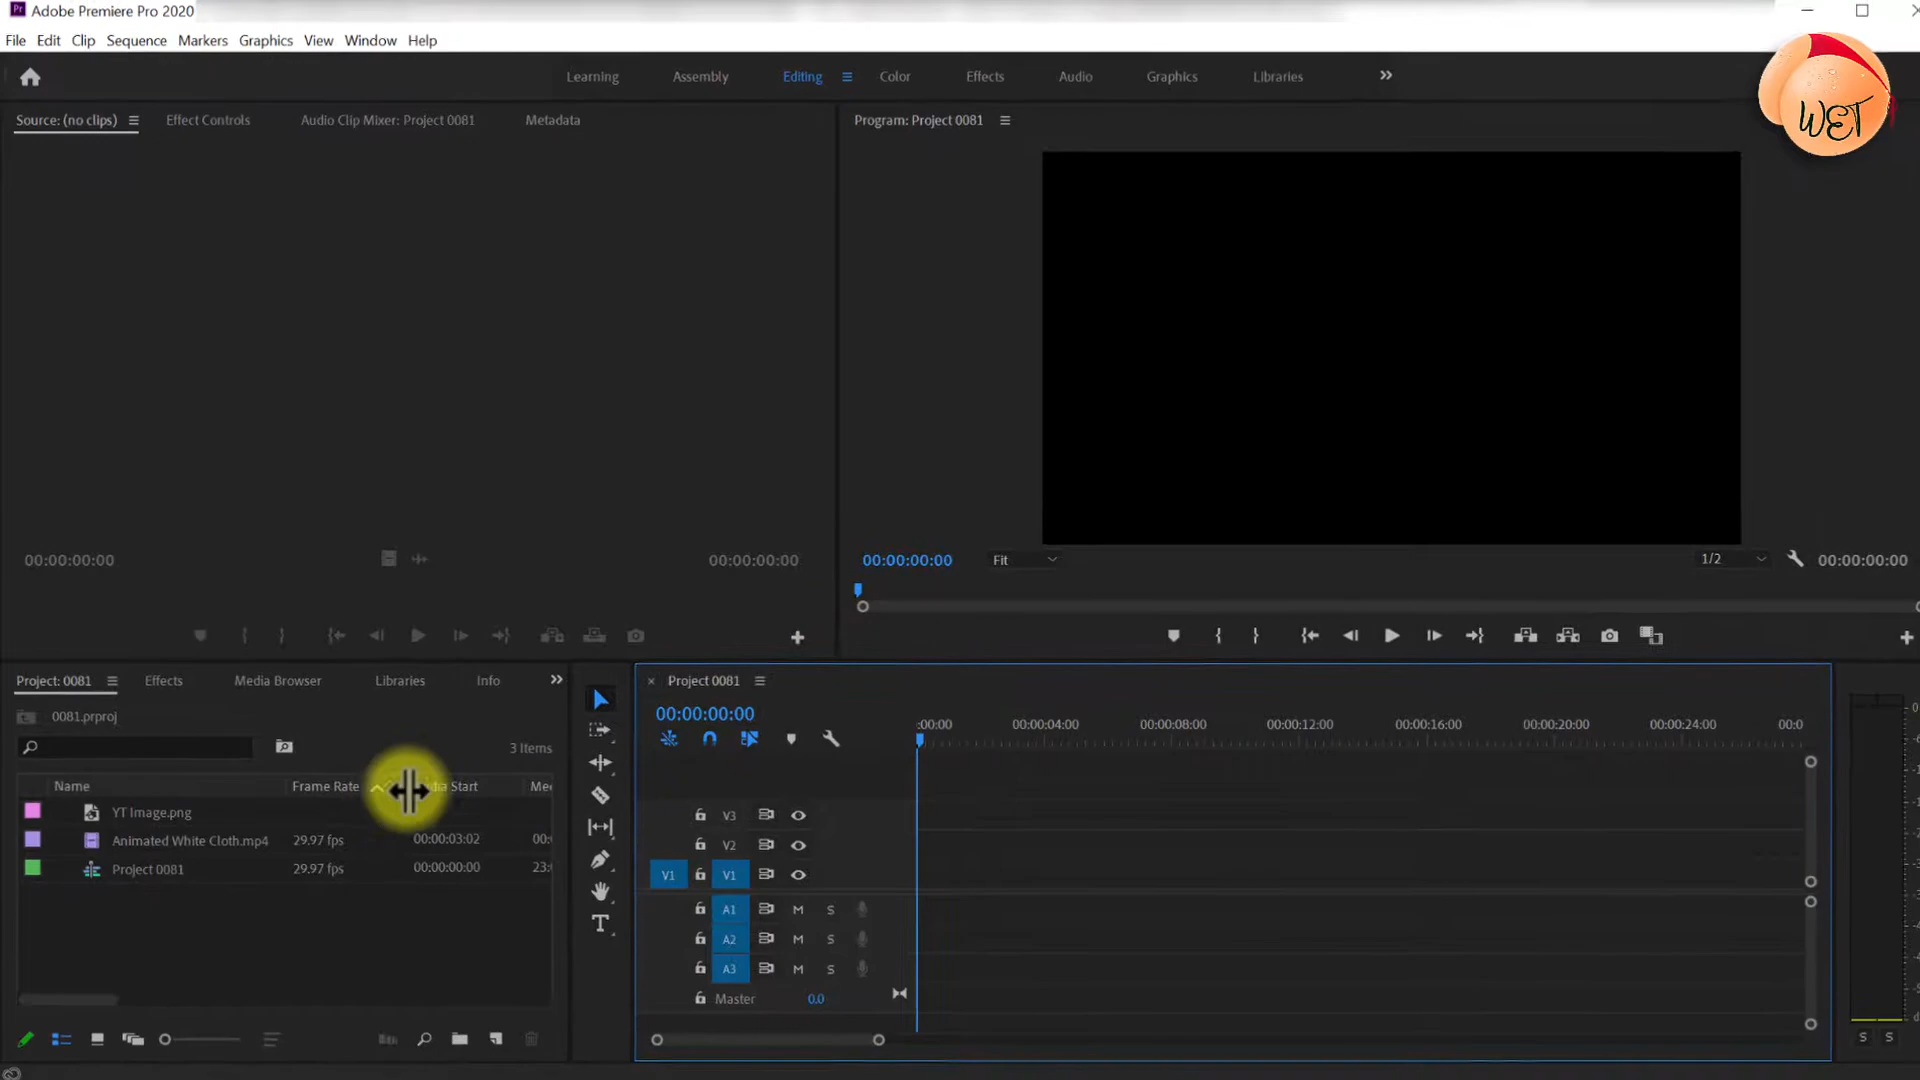 Adobe Premiere Pro 2020
File Edit Clip Sequence Markers Graphics View Window Help
Learning Assembly Editing Color Effects Audio Graphics Libraries
WET
Source: (no clips) Effect Controls Audio Clip Mixer: Project 0081 Metadata
Program: Project 0081
00:00:00:00 00:00:00:00
00:00:00:00 Fit 1/2 00:00:00:00
Project: 0081 Effects Media Browser Libraries Info
0081.prproj
3 Items
Name Frame Rate Start
YT Image.png
Animated White Cloth.mp4 29.97 fps 00:00:03:02
Project 0081 29.97 fps 00:00:00:00
Project 0081
00:00:00:00
:00:00 00:00:04:00 00:00:08:00 00:00:12:00 00:00:16:00 00:00:20:00 00:00:24:00 00:0
V3
V2
V1 V1
A1 M S
A2 M S
A3 M S
Master 0.0
S S